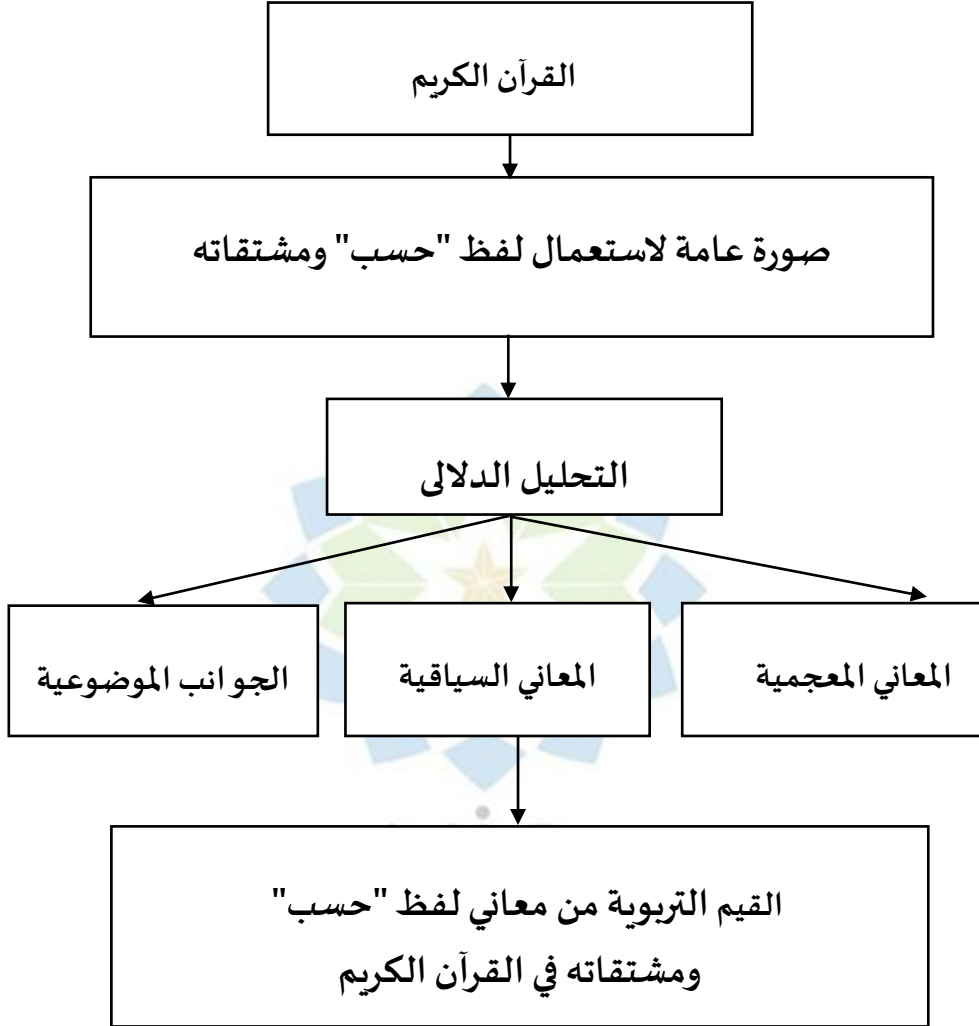 القرآن الكريم
صورة عامة لاستعمال لفظ "حسب" ومشتقاته
التحليل الدلالى
المعاني المعجمية
المعاني السياقية
الجوانب الموضوعية
القيم التربوية من معاني لفظ "حسب"
ومشتقاته في القرآن الكريم